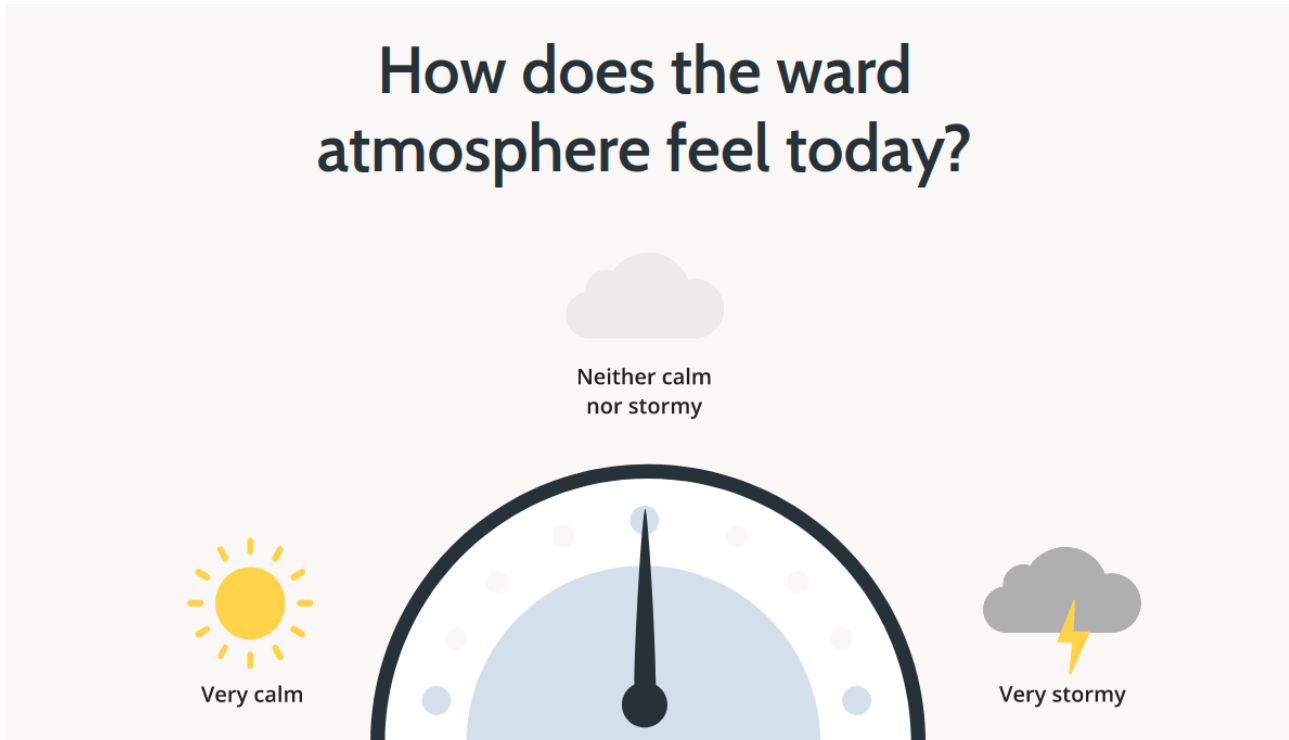 How does the ward
atmosphere feel today?
Neither calm
nor stormy
Very calm
Very stormy